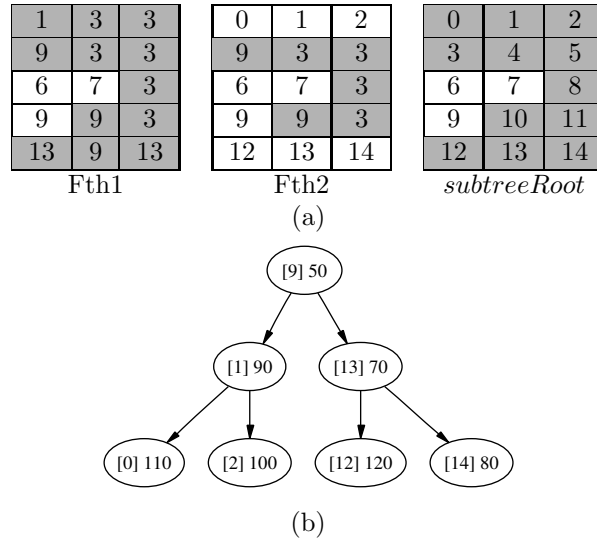 1 3 3 0 1 2 0 1 2
9 3 3 9 3 3 3 4 5
6 7 3 6 7 3 6 7 8
9 9 3 9 9 3 9 10 11
13 9 13 12 13 14 12 13 14
Fth1 Fth2 subtreeRoot
(a)
[9] 50
[1] 90 [13] 70
[0] 110 [2] 100 [12] 120 [14] 80
(b)